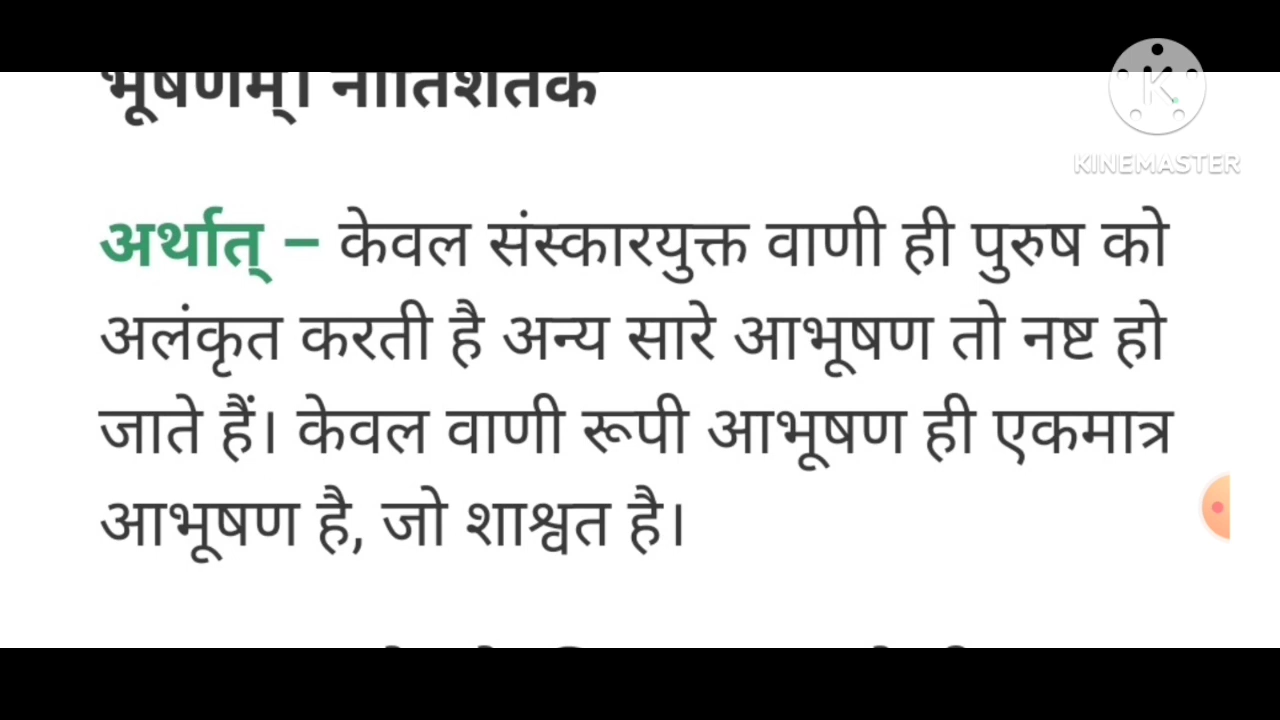 भूषणम्। नीतिशतक
KINEMASTER
अर्थात् – केवल संस्कारयुक्त वाणी ही पुरुष को
अलंकृत करती है अन्य सारे आभूषण तो नष्ट हो
जाते हैं। केवल वाणी रूपी आभूषण ही एकमात्र
आभूषण है, जो शाश्वत है।